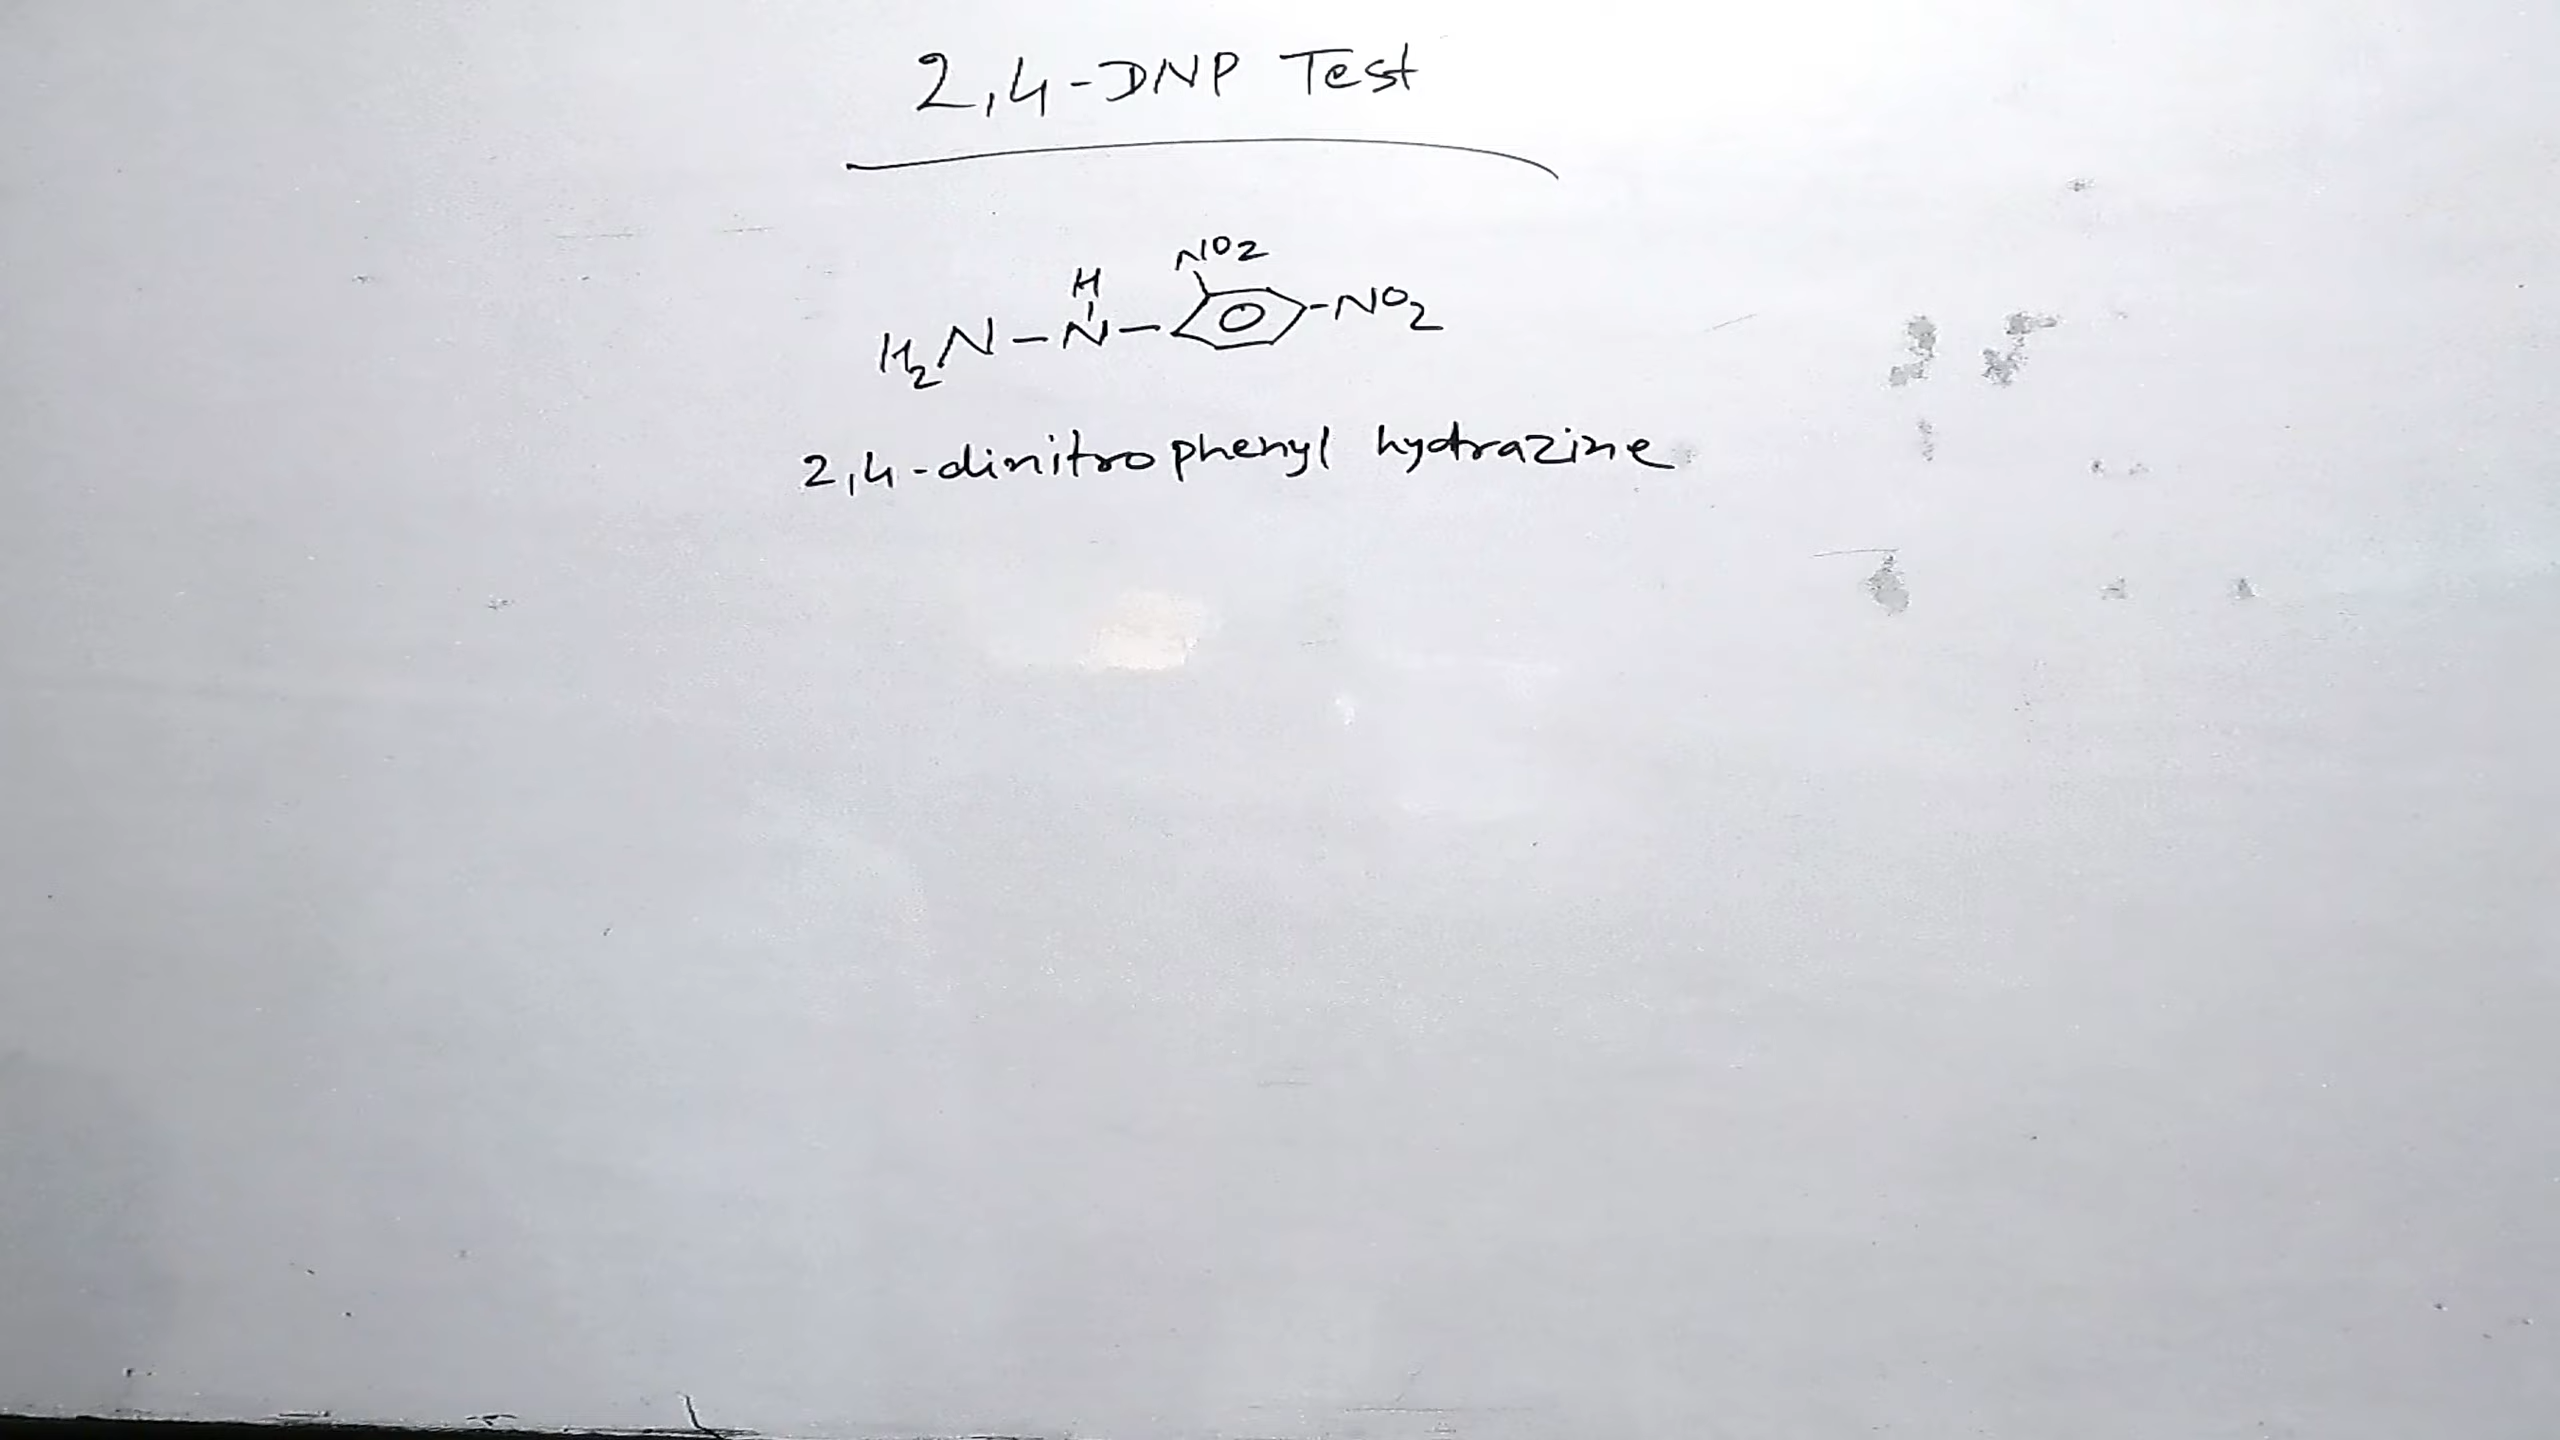 2,4-DNP Test
NO2
H
H2N-N-
-NO2
2,4-dinitrophenyl hydrazine